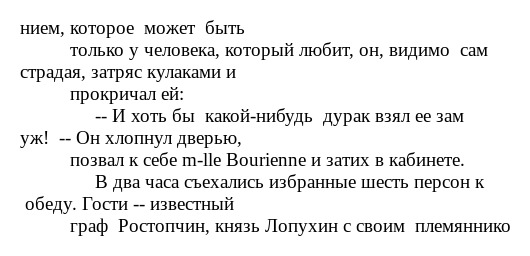 нием, которое может быть
только у человека, который любит, он, видимо сам
страдая, затряс кулаками и
прокричал ей:
-- И хоть бы какой-нибудь дурак взял ее зам
уж! -- Он хлопнул дверью,
позвал к себе m-lle Bourienne и затих в кабинете.
В два часа съехались избранные шесть персон к
обеду. Гости -- известный
граф Ростопчин, князь Лопухин с своим племяннико